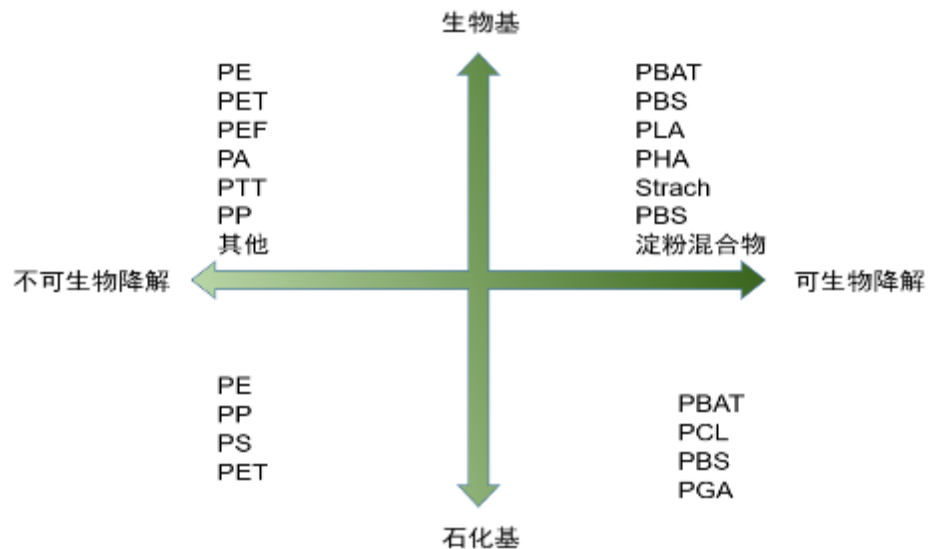 生物基
PE
PET
PEF
PA
PTT
PP
其他
PBAT
PBS
PLA
PHA
Strach
PBS
淀粉混合物
不可生物降解
可生物降解
PE
PP
PS
PET
PBAT
PCL
PBS
PGA
石化基